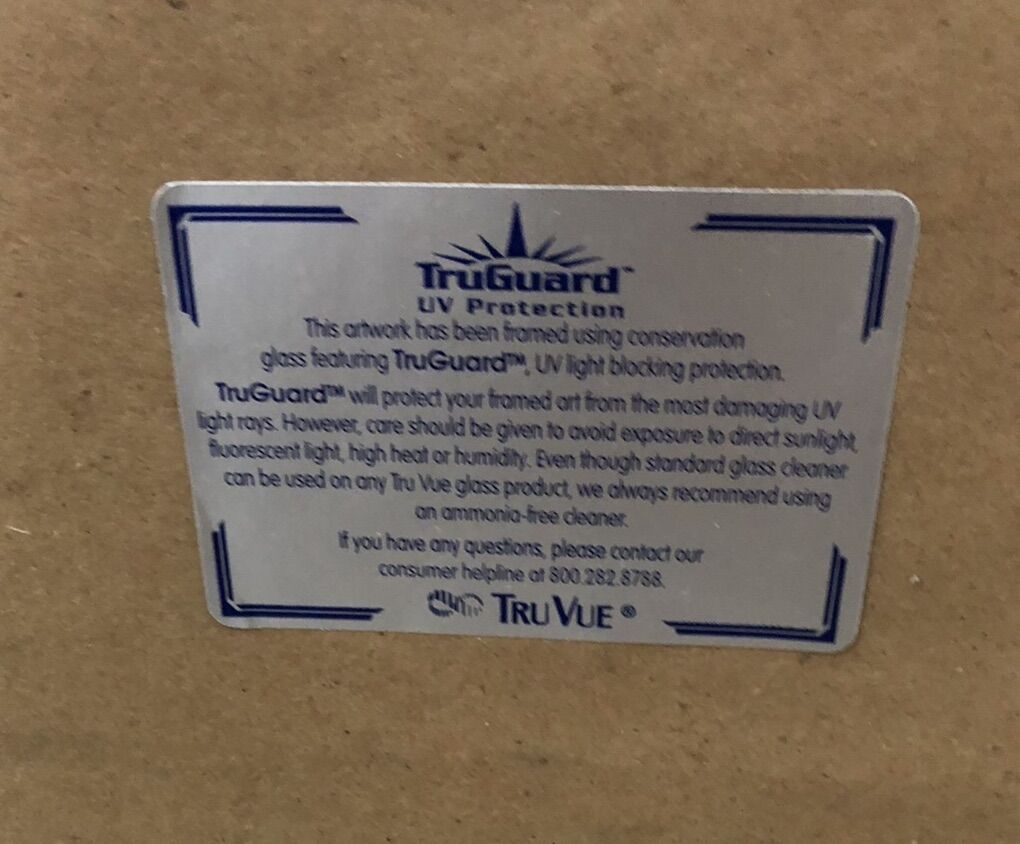 TruGuard™
UV Protection
This artwork has been framed using conservation
glass featuring TruGuard™, UV light blocking protection.
TruGuard™ will protect your framed art from the most damaging UV
light rays. However, care should be given to avoid exposure to direct sunlight,
fluorescent light, high heat or humidity. Even though standard glass cleaner
can be used on any Tru Vue glass product, we always recommend using
an ammonia-free cleaner.
If you have any questions, please contact our
consumer helpline at 800.282.8788.
TRU VUE ®